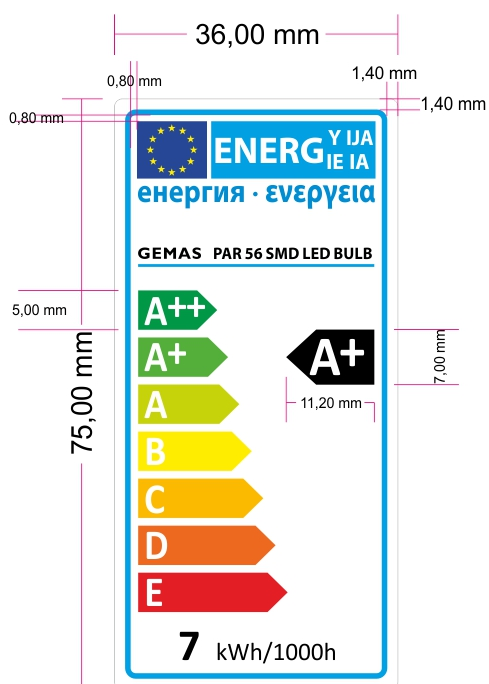 36,00 mm
0,80 mm
1,40 mm
1,40 mm
0,80 mm
ENERG Y IJA
IE IA
енергия · ενεργεια
GEMAS PAR 56 SMD LED BULB
5,00 mm
A++
A+
A+
7,00 mm
75,00 mm
11,20 mm
A
B
C
D
E
7 kWh/1000h